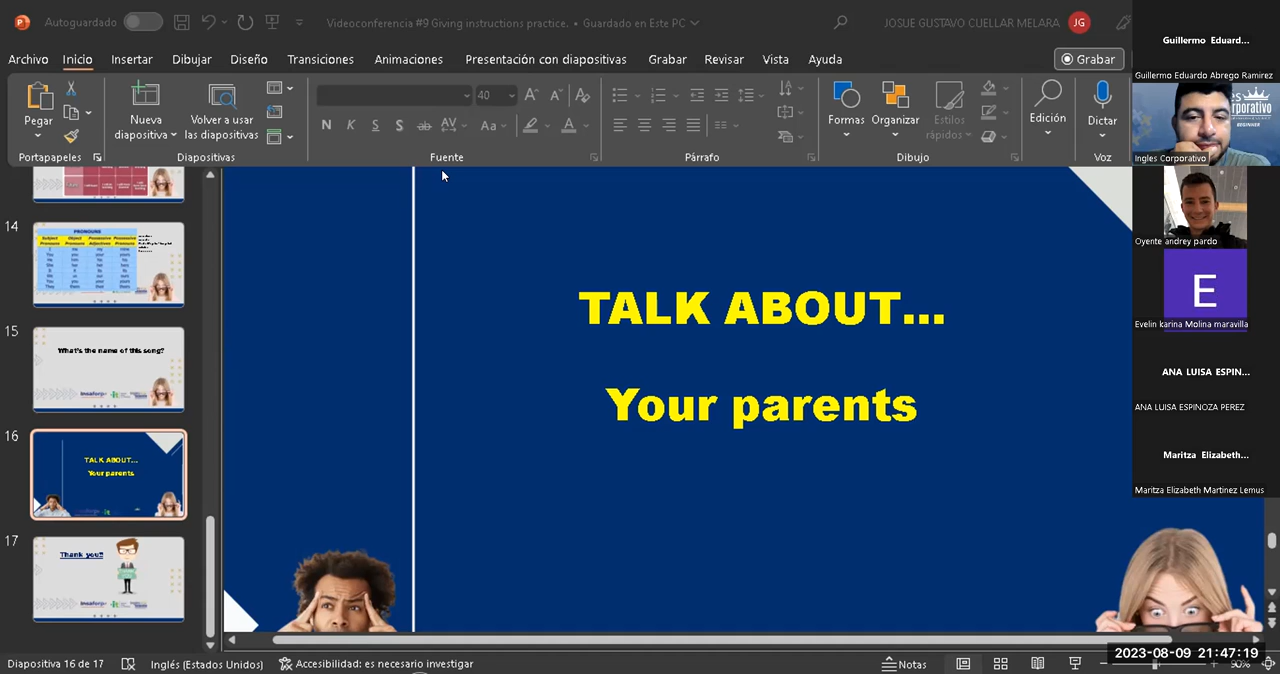 Autoguardado
Videoconferencia #9 Giving instructions practice. • Guardado en Este PC
JOSUE GUSTAVO CUELLAR MELARA
JG
Archivo Inicio Insertar Dibujar Diseño Transiciones Animaciones Presentación con diapositivas Grabar Revisar Vista Ayuda
Grabar
Pegar
Nueva diapositiva
Volver a usar las diapositivas
40
N K S S ab AV Aa A
Formas
Organizar
Estilos rápidos
Edición
Dictar
Portapapeles
Diapositivas
Fuente
Párrafo
Dibujo
Voz
14
PRONOUNS
15
What's the name of this song?
16
TALK ABOUT...
Your parents
17
Thank you!!
TALK ABOUT...
Your parents
Guillermo Eduard...
Guillermo Eduardo Abrego Ramirez
Ingles Corporativo
Oyente andrey pardo
E
Evelin karina Molina maravilla
ANA LUISA ESPIN...
ANA LUISA ESPINOZA PEREZ
Maritza Elizabeth...
Maritza Elizabeth Martinez Lemus
Diapositiva 16 de 17
Inglés (Estados Unidos)
Accesibilidad: es necesario investigar
Notas
2023-08-09 21:47:19